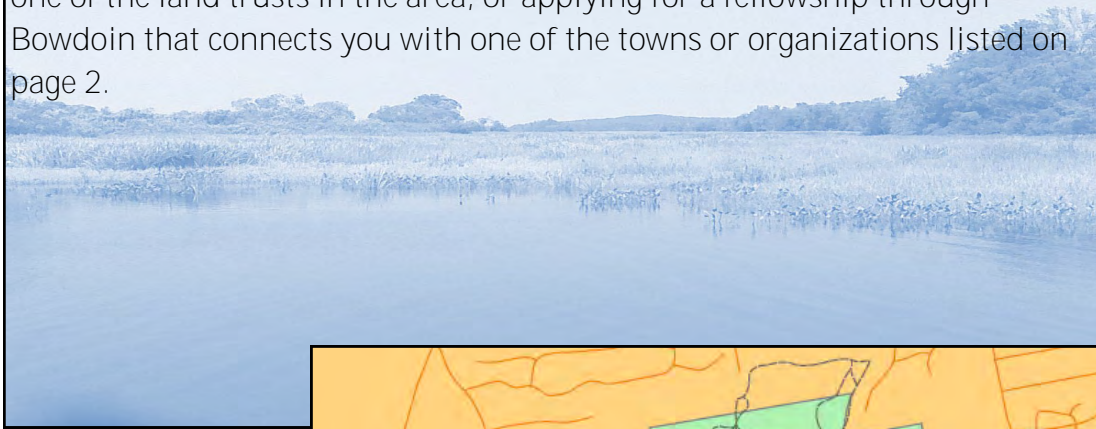 one of the land trusts in the area, or applying for a fellowship through
Bowdoin that connects you with one of the towns or organizations listed on
page 2.